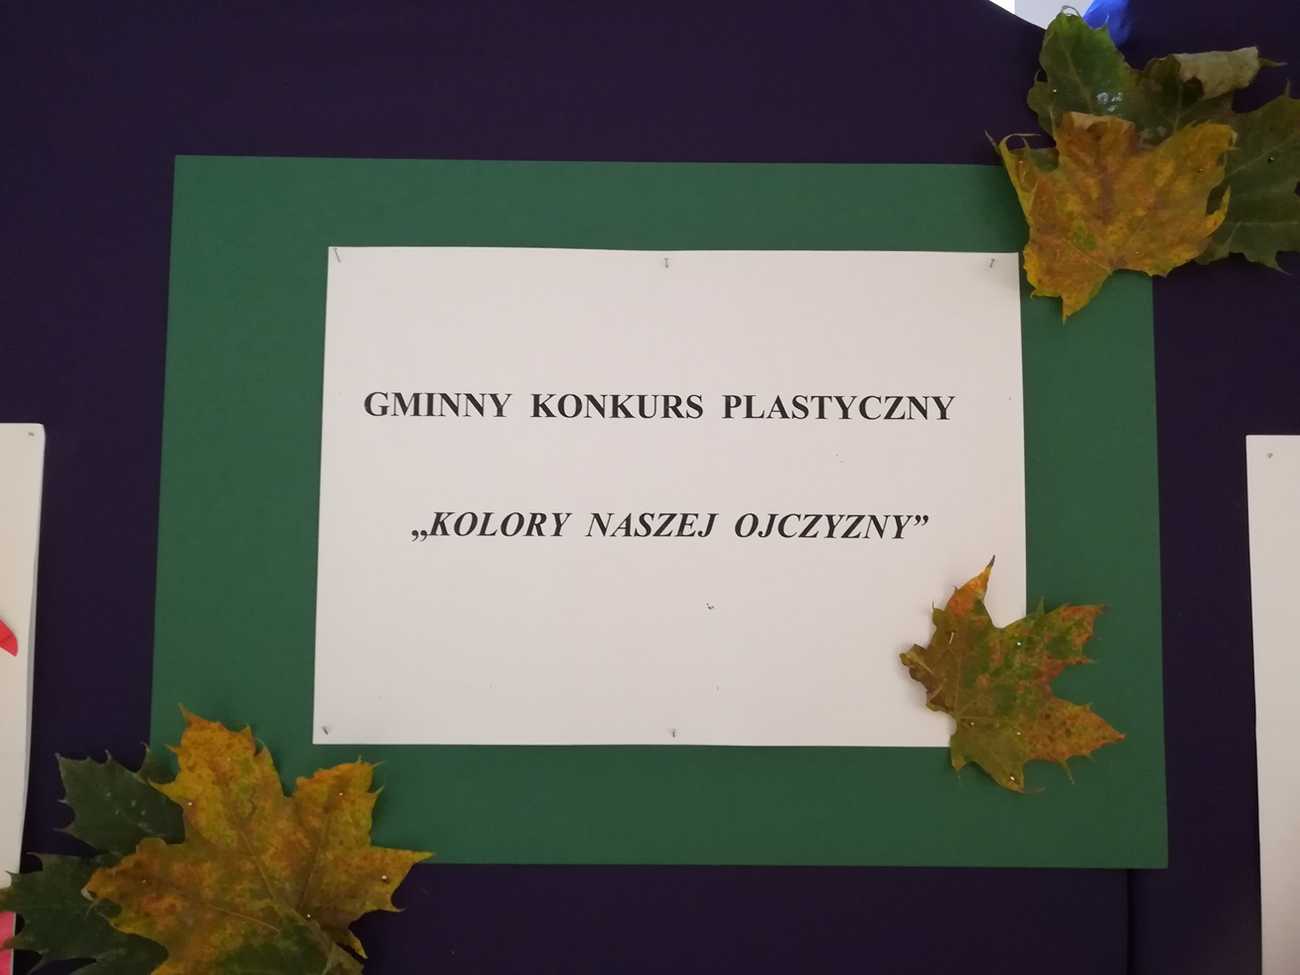 GMINNY KONKURS PLASTYCZNY
„KOLORY NASZEJ OJCZYZNY”